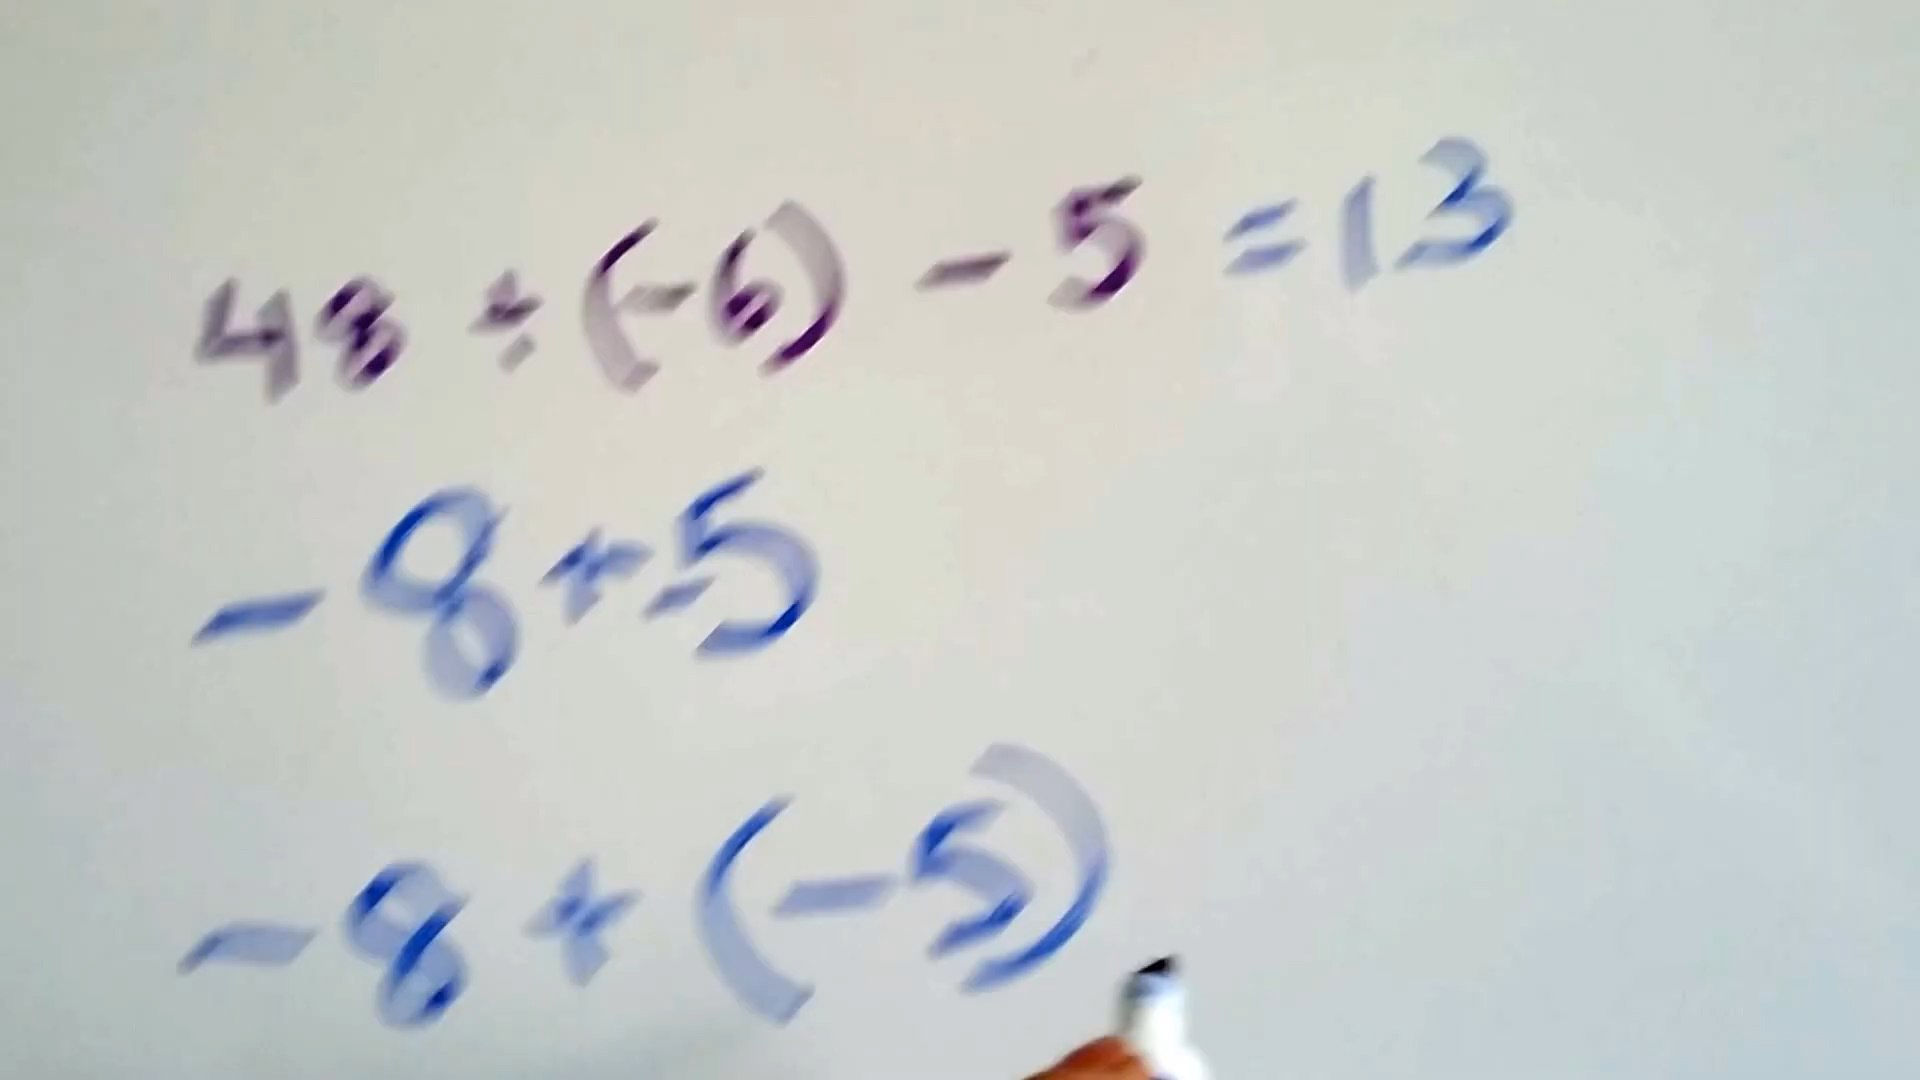 48 ÷ (-6) - 5 = 13
- 8 + -5
- 8 + (-5)